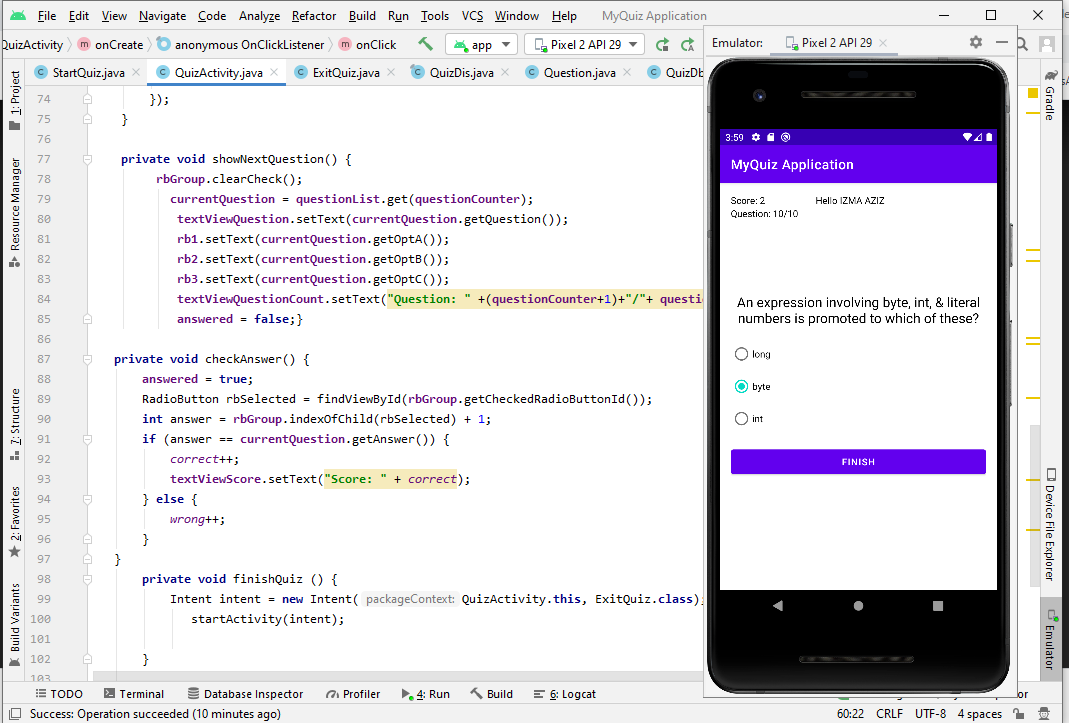 File Edit View Navigate Code Analyze Refactor Build Run Tools VCS Window Help MyQuiz Application
QuizActivity m onCreate anonymous OnClickListener m onClick app Pixel 2 API 29
Emulator: Pixel 2 API 29
StartQuiz.java QuizActivity.java ExitQuiz.java QuizDis.java Question.java QuizDb
1: Project
Resource Manager
7: Structure
2: Favorites
Build Variants
74 });
75 }
76
77 private void showNextQuestion() {
78 rbGroup.clearCheck();
79 currentQuestion = questionList.get(questionCounter);
80 textViewQuestion.setText(currentQuestion.getQuestion());
81 rb1.setText(currentQuestion.getOptA());
82 rb2.setText(currentQuestion.getOptB());
83 rb3.setText(currentQuestion.getOptC());
84 textViewQuestionCount.setText("Question: " +(questionCounter+1)+"/"+ questi
85 answered = false;}
86
87 private void checkAnswer() {
88 answered = true;
89 RadioButton rbSelected = findViewById(rbGroup.getCheckedRadioButtonId());
90 int answer = rbGroup.indexOfChild(rbSelected) + 1;
91 if (answer == currentQuestion.getAnswer()) {
92 correct++;
93 textViewScore.setText("Score: " + correct);
94 } else {
95 wrong++;
96 }
97 }
98 private void finishQuiz () {
99 Intent intent = new Intent( packageContext: QuizActivity.this, ExitQuiz.class);
100 startActivity(intent);
101
102 }
103
3:59
MyQuiz Application
Score: 2 Hello IZMA AZIZ
Question: 10/10
An expression involving byte, int, & literal
numbers is promoted to which of these?
long
byte
int
FINISH
Gradle
Device File Explorer
Emulator
TODO Terminal Database Inspector Profiler 4: Run Build 6: Logcat
Success: Operation succeeded (10 minutes ago) 60:22 CRLF UTF-8 4 spaces